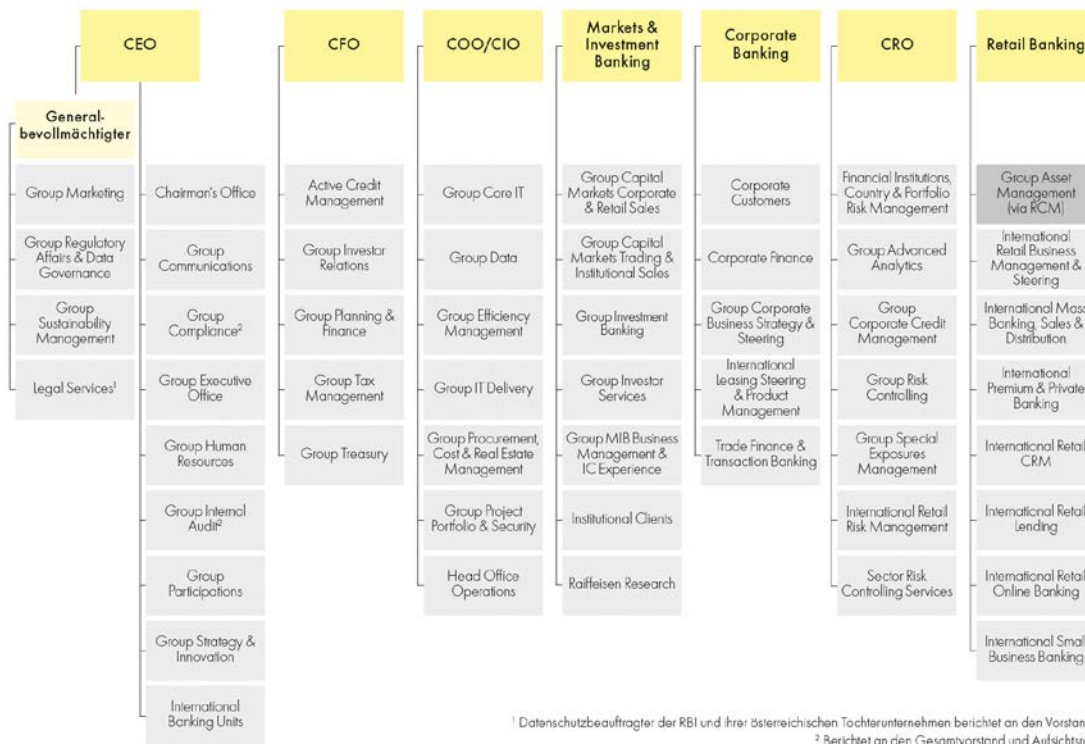 CEO
General-
bevollmächtigter
Group Marketing
Group Regulatory
Affairs & Data
Governance
Group
Sustainability
Management
Legal Services¹
Chairman's Office
Group
Communications
Group
Compliance²
Group Executive
Office
Group Human
Resources
Group Internal
Audit²
Group
Participations
Group Strategy &
Innovation
International
Banking Units
CFO
Active Credit
Management
Group Investor
Relations
Group Planning &
Finance
Group Tax
Management
Group Treasury
COO/CIO
Group Core IT
Group Data
Group Efficiency
Management
Group IT Delivery
Group Procurement,
Cost & Real Estate
Management
Group Project
Portfolio & Security
Head Office
Operations
Markets &
Investment
Banking
Group Capital
Markets Corporate
& Retail Sales
Group Capital
Markets Trading &
Institutional Sales
Group Investment
Banking
Group Investor
Services
Group MIB Business
Management &
IC Experience
Institutional Clients
Raiffeisen Research
Corporate
Banking
Corporate
Customers
Corporate Finance
Group Corporate
Business Strategy &
Steering
International
Leasing Steering
& Product
Management
Trade Finance &
Transaction Banking
CRO
Financial Institutions,
Country & Portfolio
Risk Management
Group Advanced
Analytics
Group
Corporate Credit
Management
Group Risk
Controlling
Group Special
Exposures
Management
International Retail
Risk Management
Sector Risk
Controlling Services
Retail Banking
Group Asset
Management
(via RCM)
International
Retail Business
Management &
Steering
International Mass
Banking, Sales &
Distribution
International
Premium & Private
Banking
International Retail
CRM
International Retail
Lending
International Retail
Online Banking
International Small
Business Banking
¹ Datenschutzbeauftragter der RBI und ihrer österreichischen Tochterunternehmen berichtet an den
² Berichtet an den Gesamtvorstand und